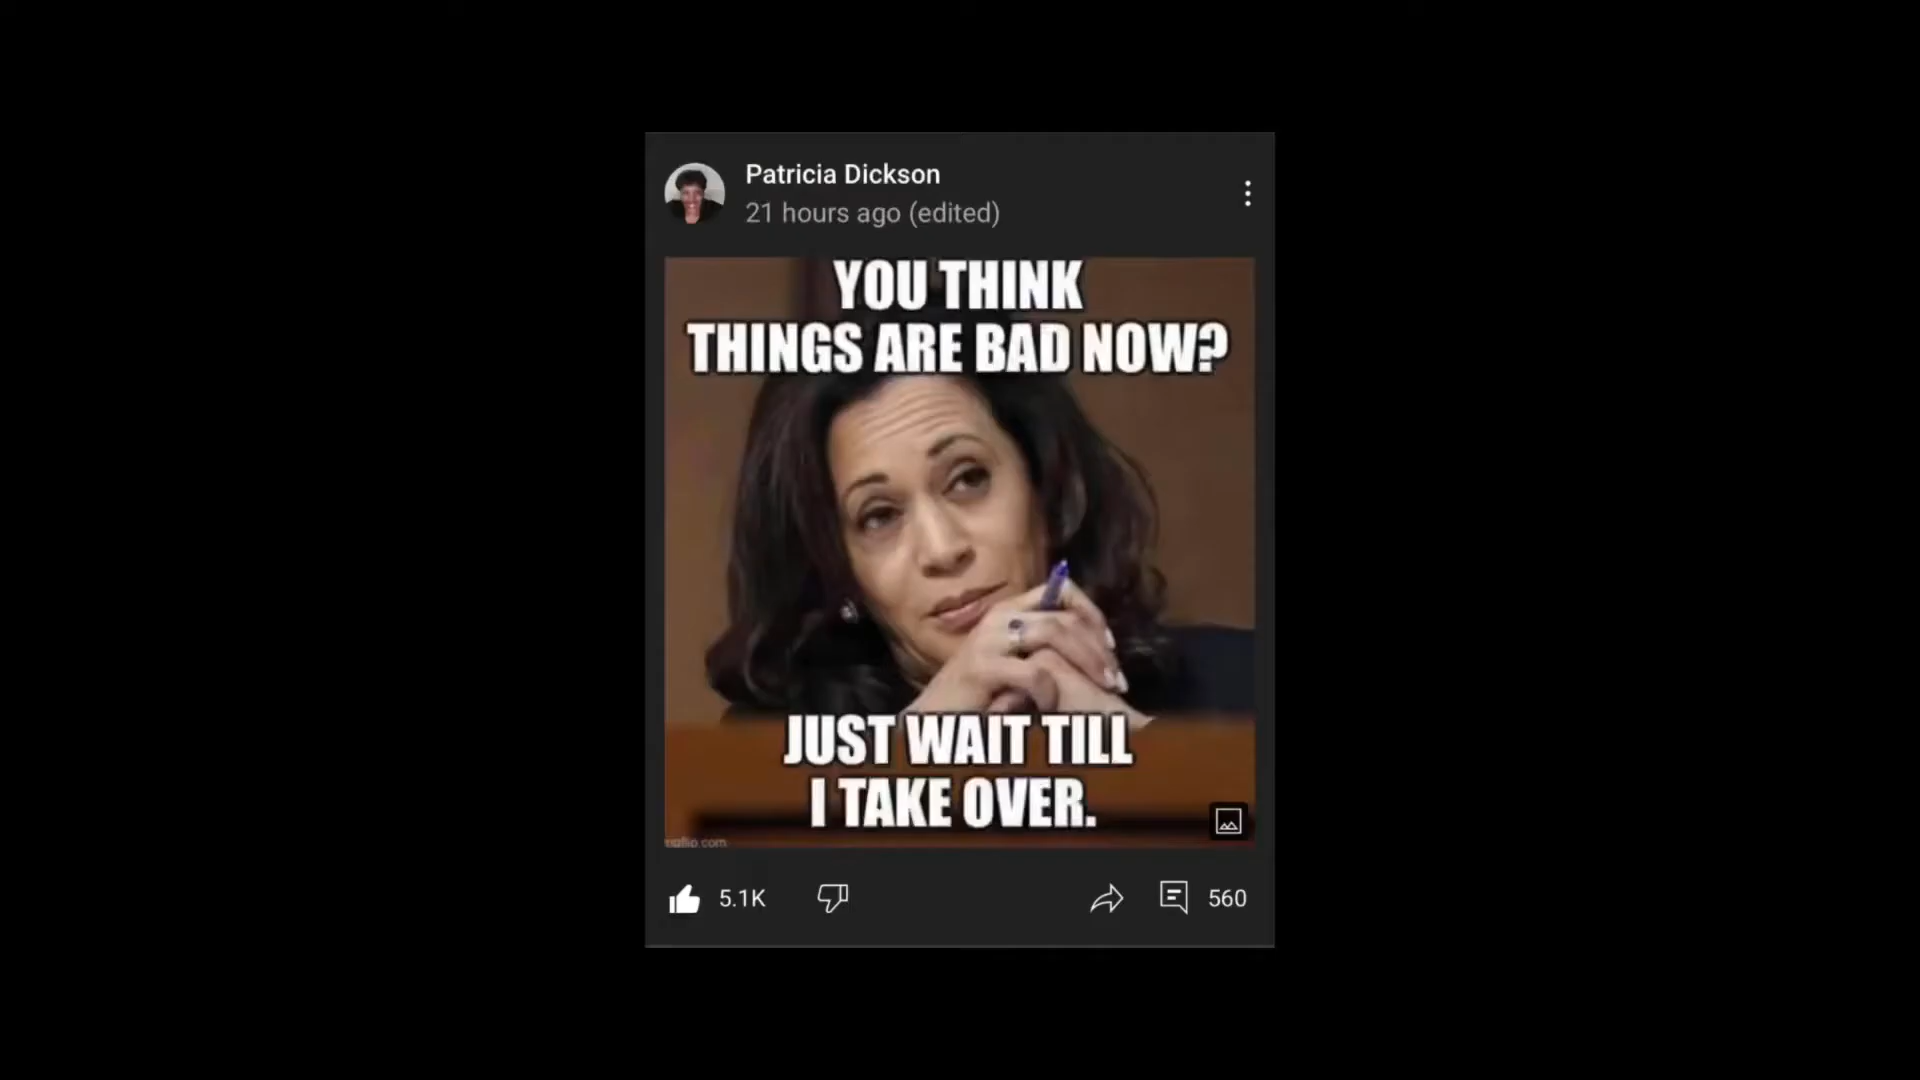 Patricia Dickson
21 hours ago (edited)
YOU THINK
THINGS ARE BAD NOW?
JUST WAIT TILL
I TAKE OVER.
5.1K
560